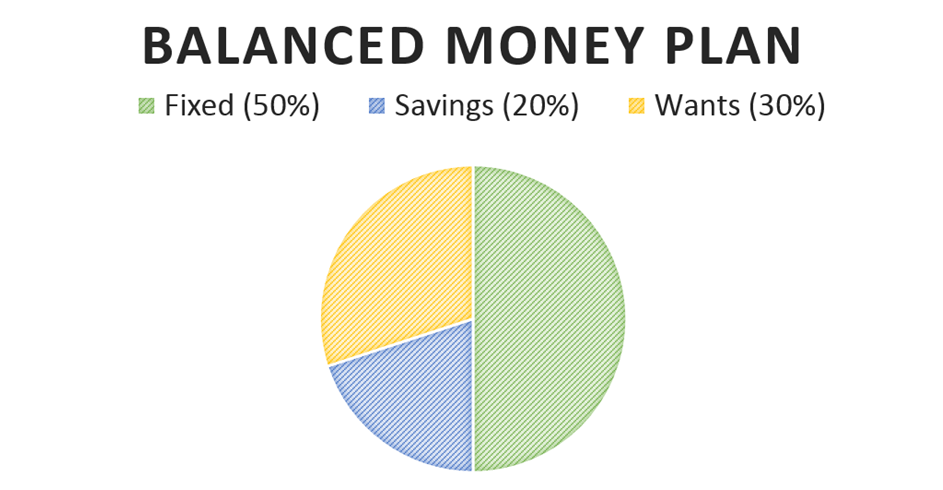 BALANCED MONEY PLAN
Fixed (50%) Savings (20%) Wants (30%)